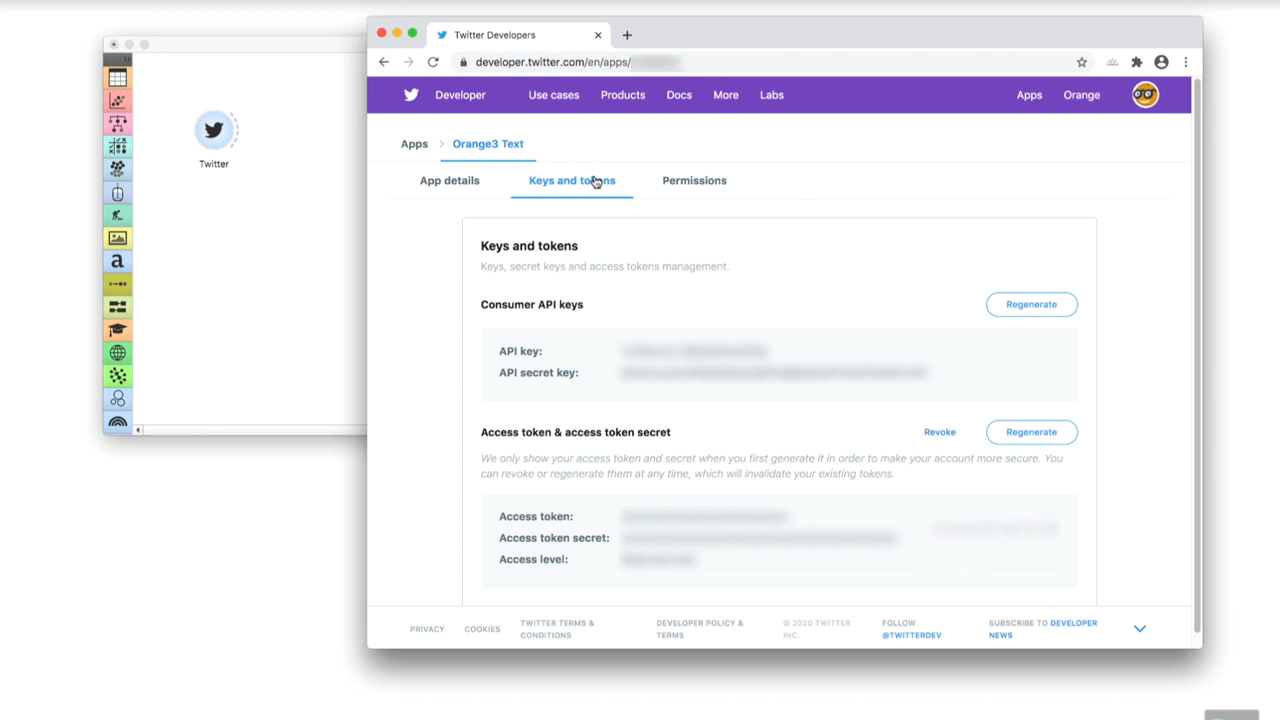 Twitter Developers
developer.twitter.com/en/apps/
Developer Use cases Products Docs More Labs Apps Orange
Twitter
Apps > Orange3 Text
App details Keys and tokens Permissions
Keys and tokens
Keys, secret keys and access tokens management.
Consumer API keys Regenerate
API key:
API secret key:
Access token & access token secret Revoke Regenerate
We only show your access token and secret when you first generate it in order to make your account more secure. You
can revoke or regenerate them at any time, which will invalidate your existing tokens.
Access token:
Access token secret:
Access level:
PRIVACY COOKIES TWITTER TERMS & CONDITIONS DEVELOPER POLICY & TERMS © 2020 TWITTER INC. FOLLOW @TWITTERDEV SUBSCRIBE TO DEVELOPER NEWS
a